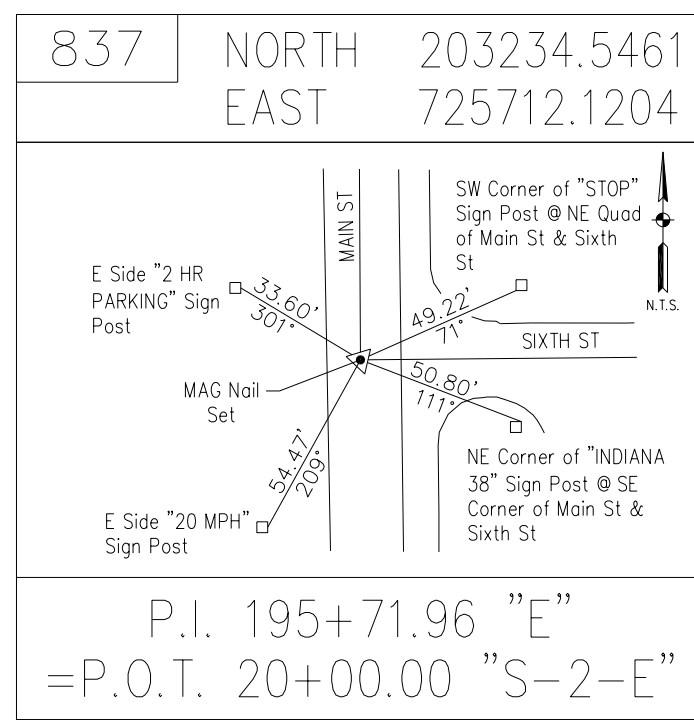 837
NORTH 203234.5461
EAST 725712.1204
MAIN ST
SW Corner of "STOP"
Sign Post @ NE Quad
of Main St & Sixth
St
N.T.S.
E Side "2 HR
PARKING" Sign
Post
33.60'
301°
49.22'
71°
SIXTH ST
MAG Nail
Set
50.80'
111°
54.47'
209°
NE Corner of "INDIANA
38" Sign Post @ SE
Corner of Main St &
Sixth St
E Side "20 MPH"
Sign Post
P.I. 195+71.96 "E"
=P.O.T. 20+00.00 "S-2-E"